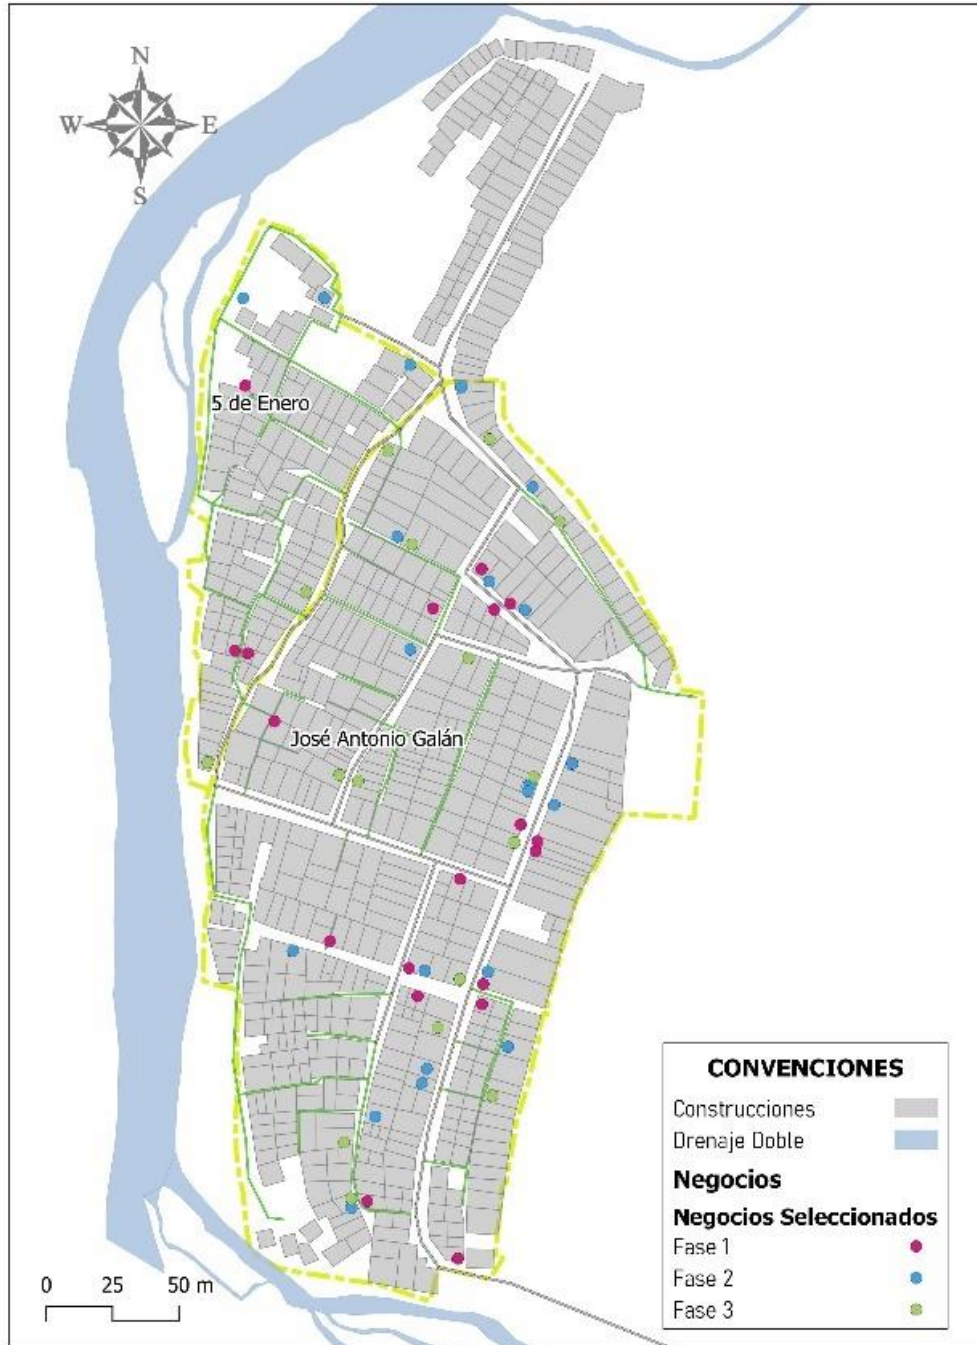 N
W E
S
5 de Enero
José Antonio Galán
CONVENCIONES
Construcciones
Drenaje Doble
Negocios
Negocios Seleccionados
Fase 1
Fase 2
Fase 3
0 25 50 m